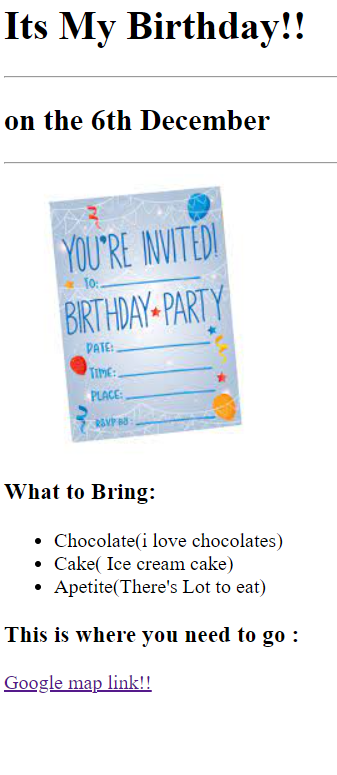 Its My Birthday!!
on the 6th December
YOU'RE INVITED!
TO:
BIRTHDAY PARTY
DATE:
TIME:
PLACE:
RSVP NO:
What to Bring:
Chocolate(i love chocolates)
Cake( Ice cream cake)
Apetite(There's Lot to eat)
This is where you need to go :
Google map link!!